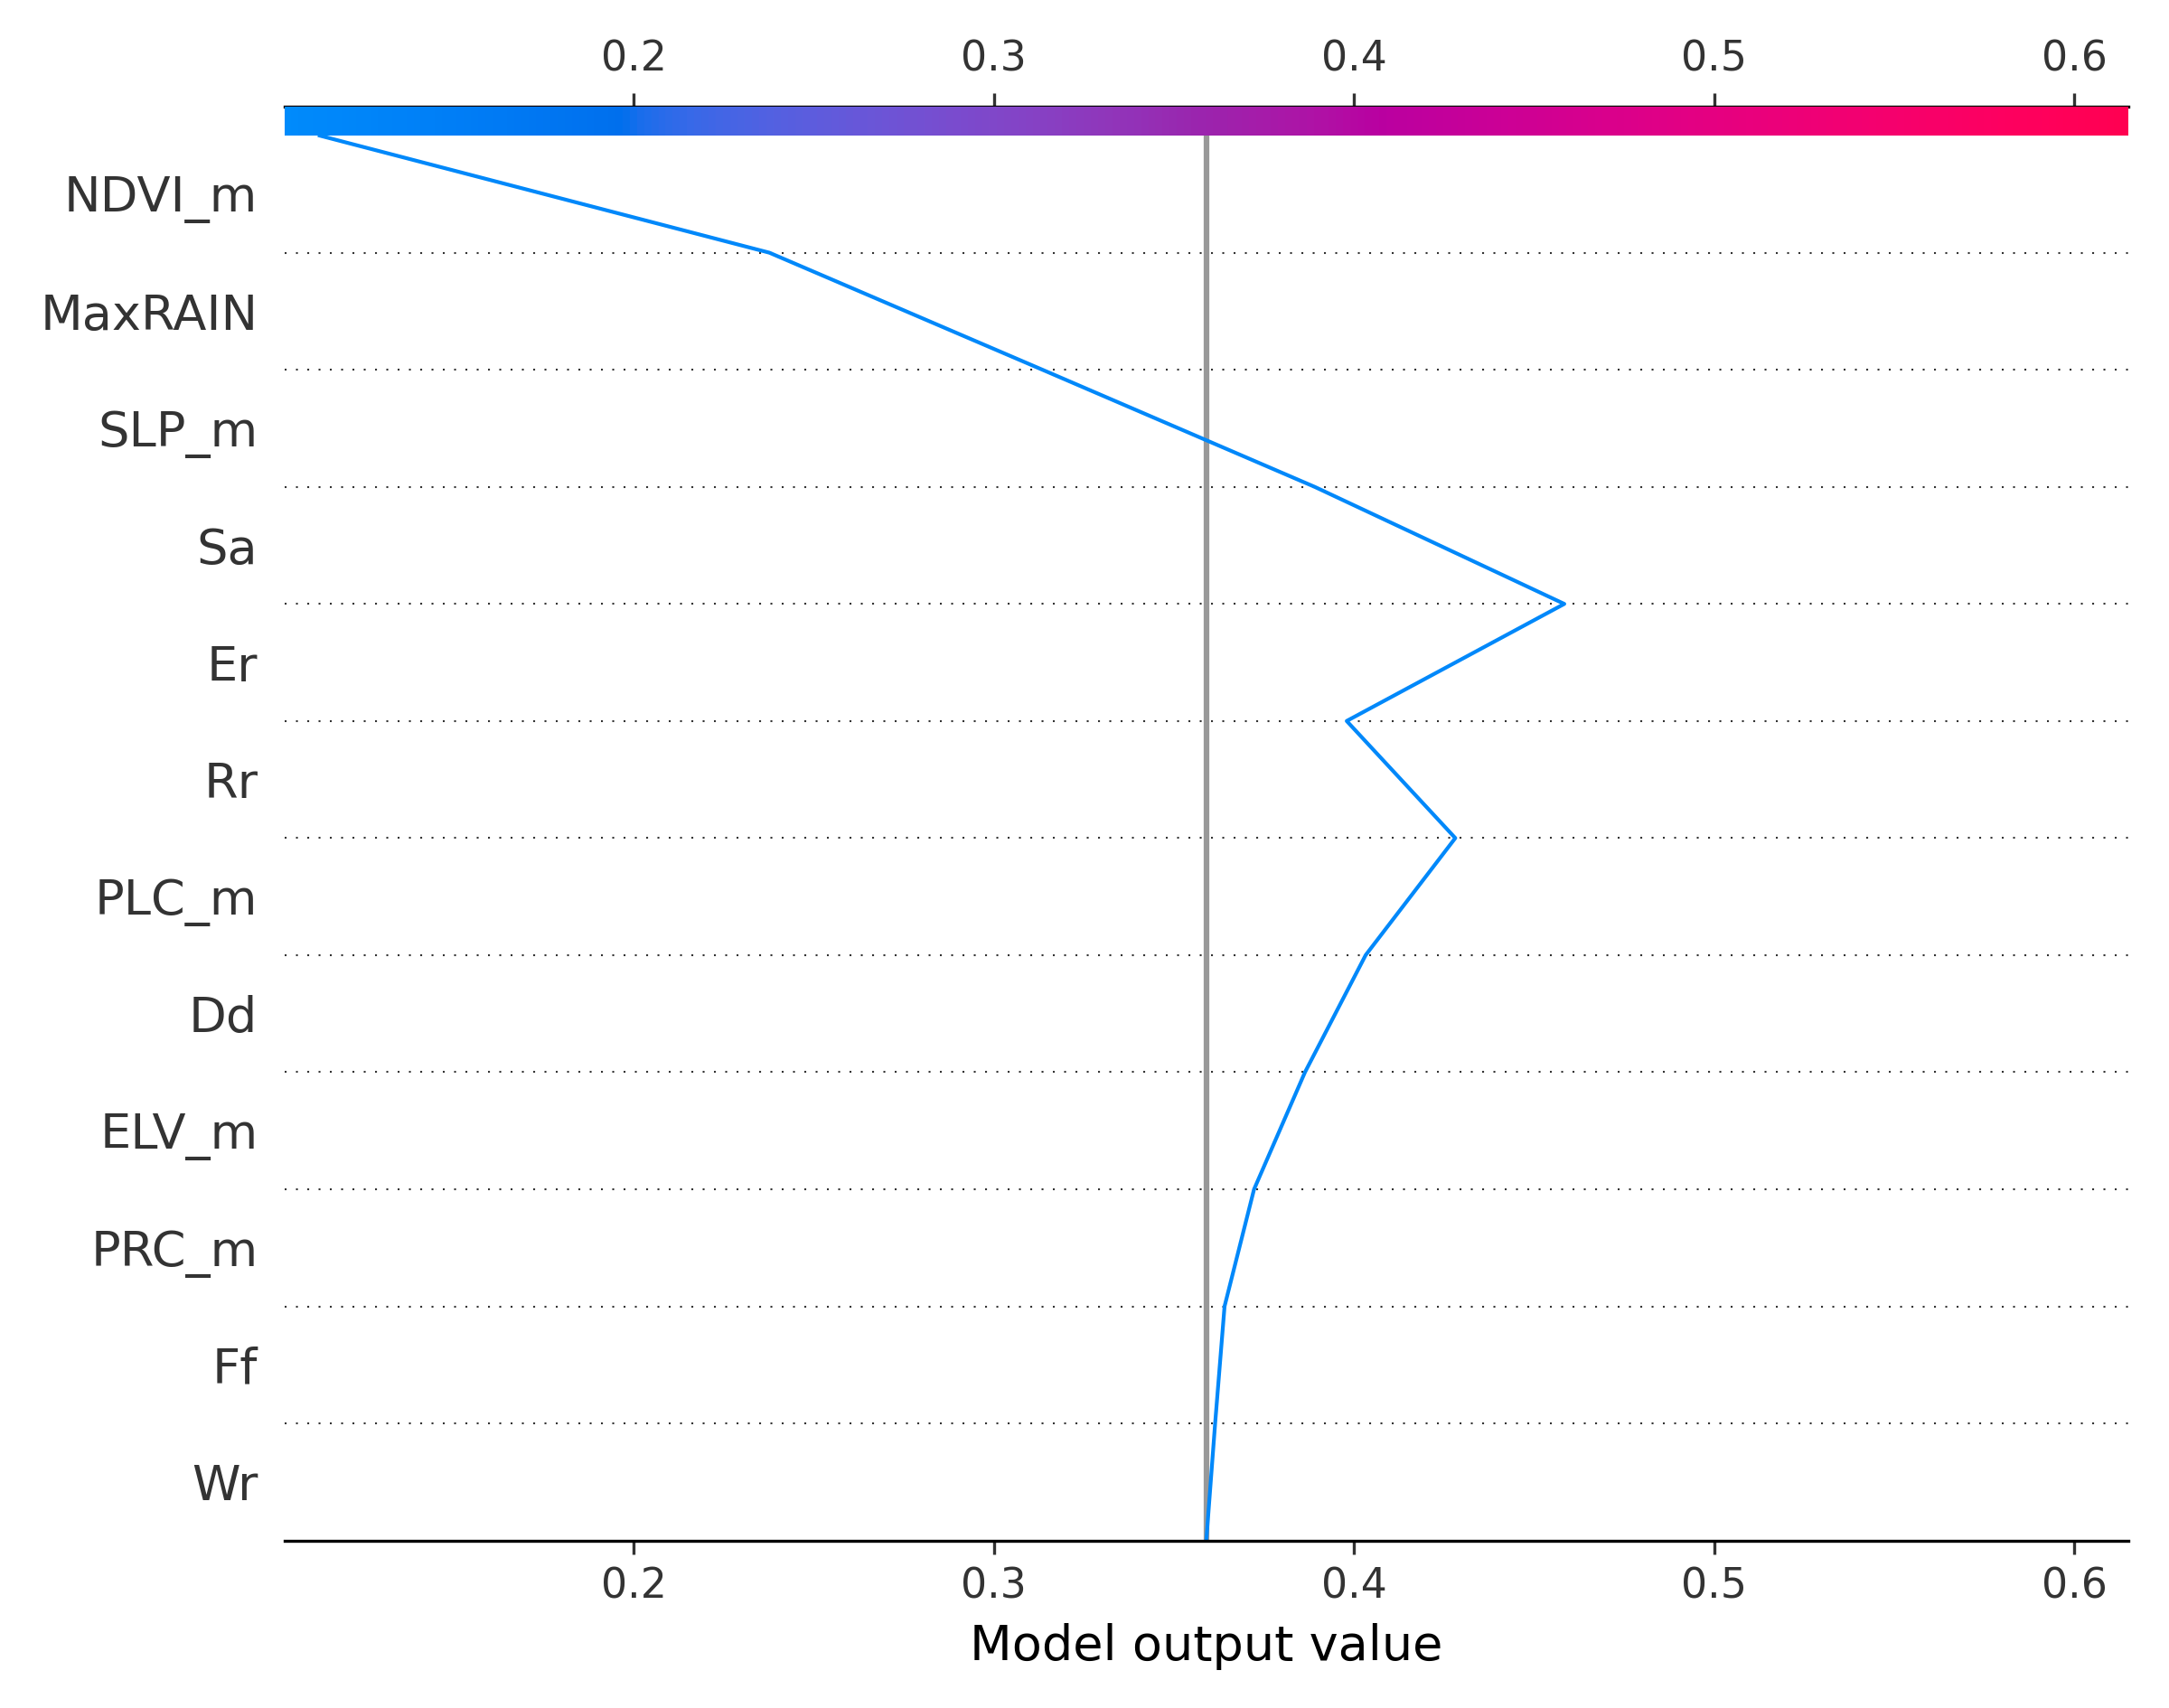 0.2 0.3 0.4 0.5 0.6
NDVI_m
MaxRAIN
SLP_m
Sa
Er
Rr
PLC_m
Dd
ELV_m
PRC_m
Ff
Wr
0.2 0.3 0.4 0.5 0.6
Model output value